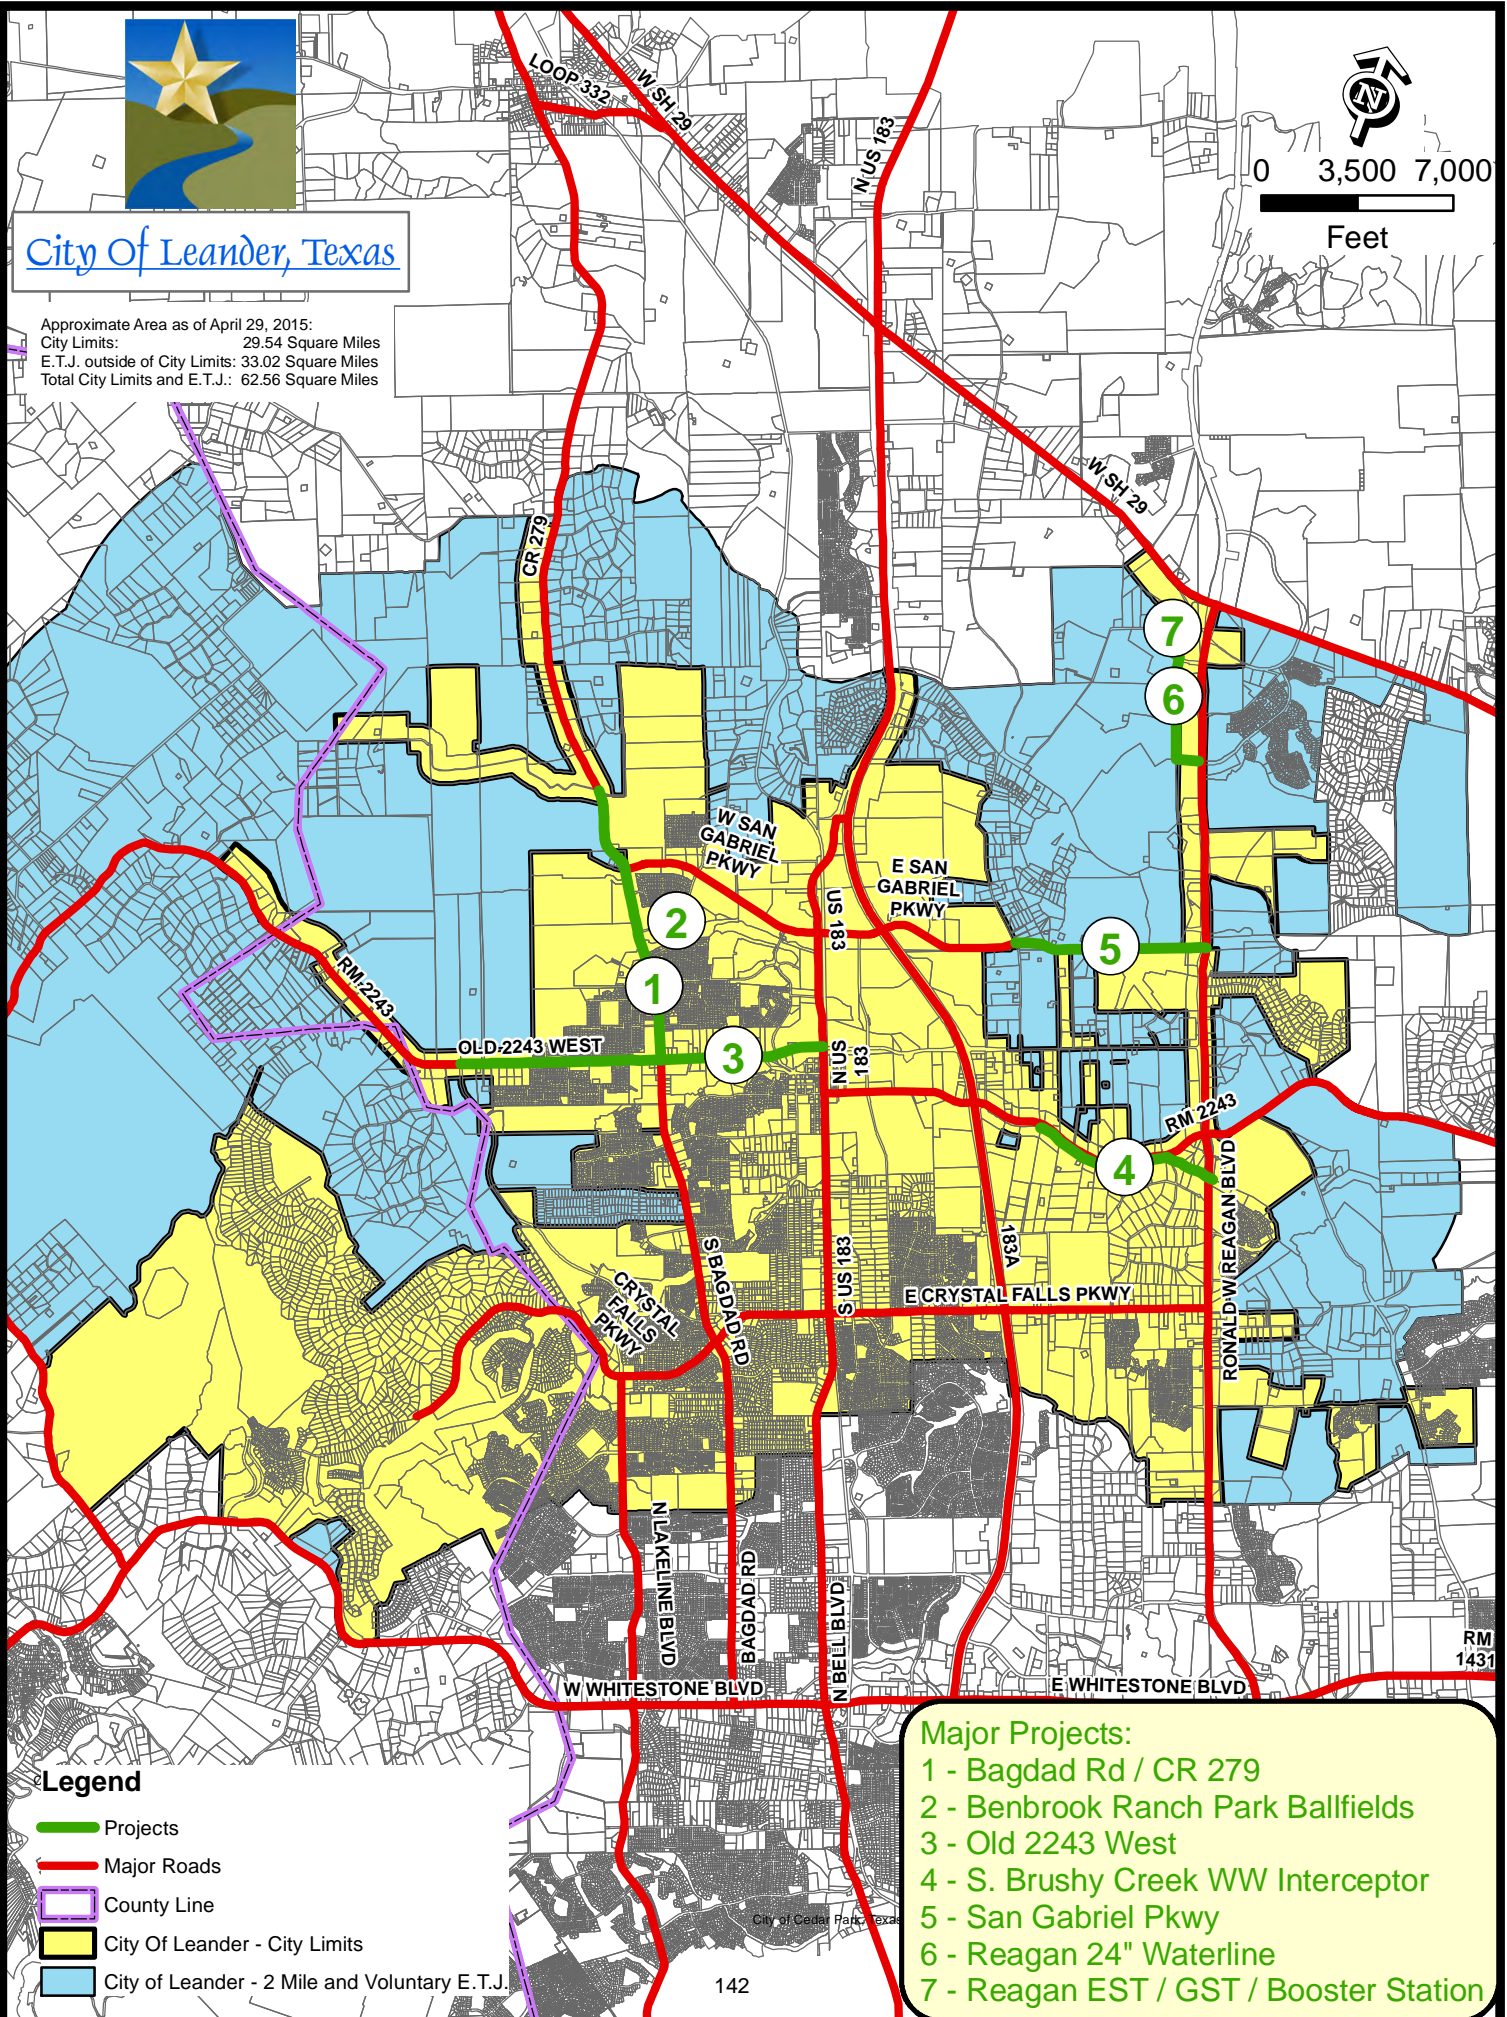 City Of Leander, Texas
Approximate Area as of April 29, 2015:
City Limits: 29.54 Square Miles
E.T.J. outside of City Limits: 33.02 Square Miles
Total City Limits and E.T.J.: 62.56 Square Miles
N
0 3,500 7,000
Feet
LOOP 332
W SH 29
N US 183
W SH 29
CR 279
W SAN
GABRIEL
PKWY
E SAN
GABRIEL
PKWY
US 183
RM 2243
OLD 2243 WEST
N US
183
RM 2243
7
6
2
5
1
3
4
183A
S BAGDAD RD
CRYSTAL
FALLS
PKWY
S US 183
E CRYSTAL FALLS PKWY
RONALD W REAGAN BLVD
N LAKELINE BLVD
BAGDAD RD
N BELL BLVD
W WHITESTONE BLVD
E WHITESTONE BLVD
RM
1431
Legend
Projects
Major Roads
County Line
City Of Leander - City Limits
City of Leander - 2 Mile and Voluntary E.T.J.
City of Cedar Park, Texas
142
Major Projects:
1 - Bagdad Rd / CR 279
2 - Benbrook Ranch Park Ballfields
3 - Old 2243 West
4 - S. Brushy Creek WW Interceptor
5 - San Gabriel Pkwy
6 - Reagan 24" Waterline
7 - Reagan EST / GST / Booster Station